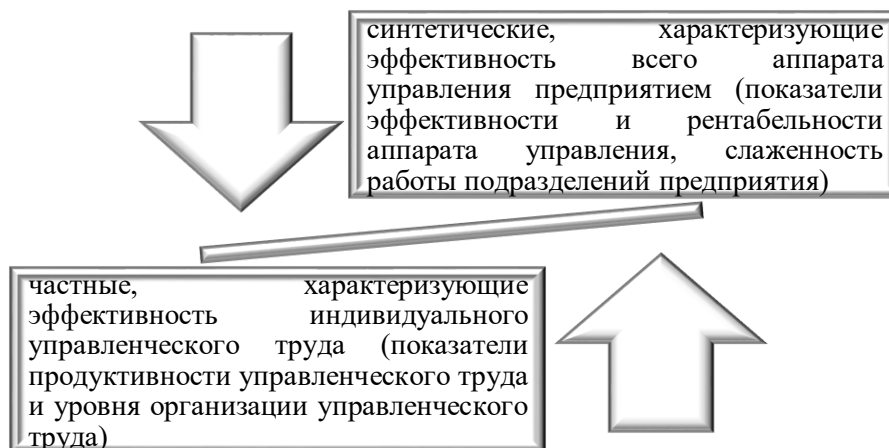 синтетические, характеризующие
эффективность всего аппарата
управления предприятием (показатели
эффективности и рентабельности
аппарата управления, слаженность
работы подразделений предприятия)
частные, характеризующие
эффективность индивидуального
управленческого труда (показатели
продуктивности управленческого труда
и уровня организации управленческого
труда)